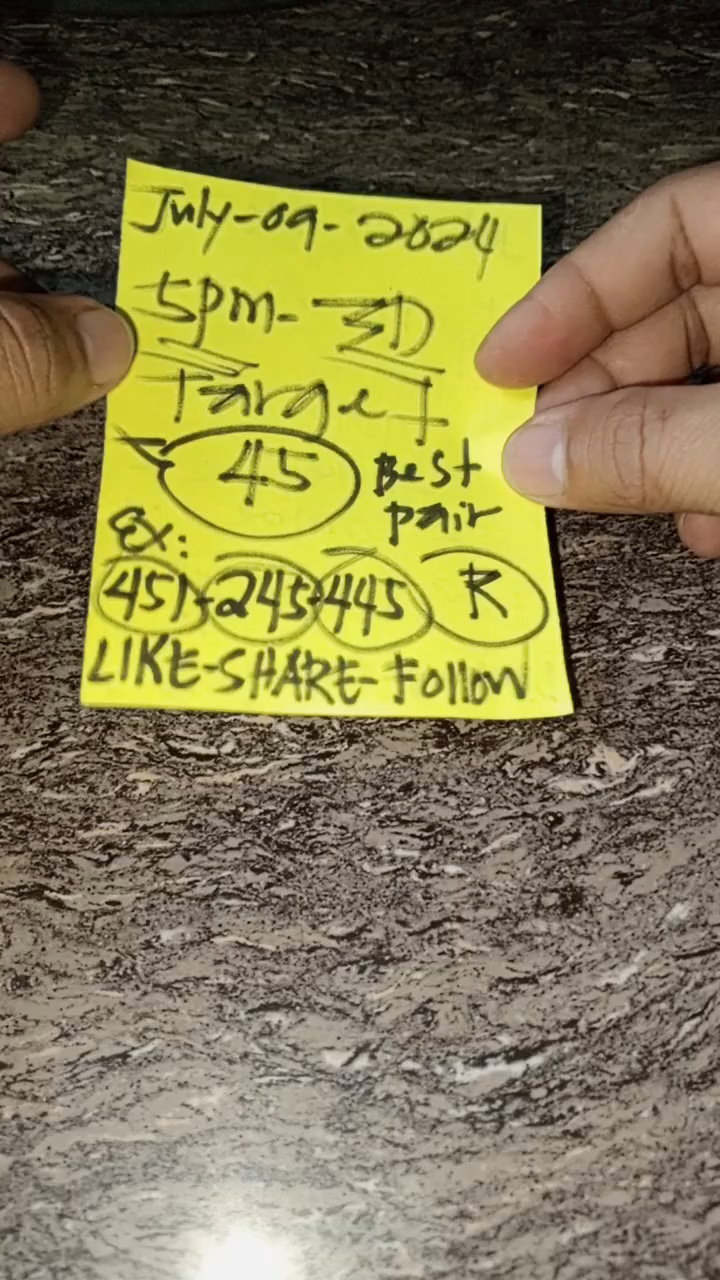 July-09-2024
5pm-3D
Target
45 Best pair
Ex:
451-245-445 R
LIKE-SHARE-Follow